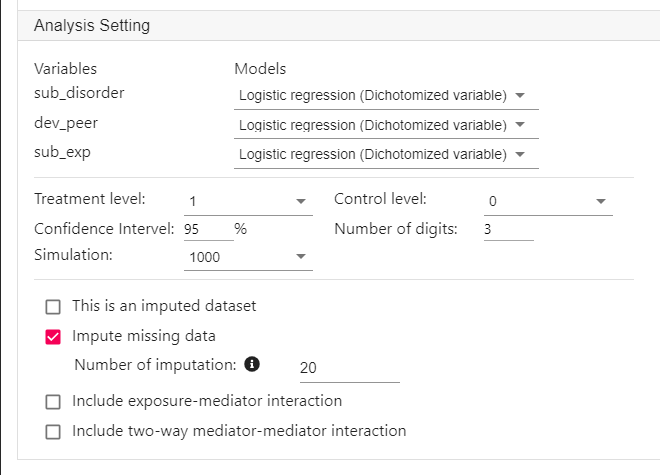 Analysis Setting
Variables Models
sub_disorder Logistic regression (Dichotomized variable)
dev_peer Logistic regression (Dichotomized variable)
sub_exp Logistic regression (Dichotomized variable)
Treatment level: 1 Control level: 0
Confidence Intervel: 95 % Number of digits: 3
Simulation: 1000
This is an imputed dataset
Impute missing data
Number of imputation: i 20
Include exposure-mediator interaction
Include two-way mediator-mediator interaction